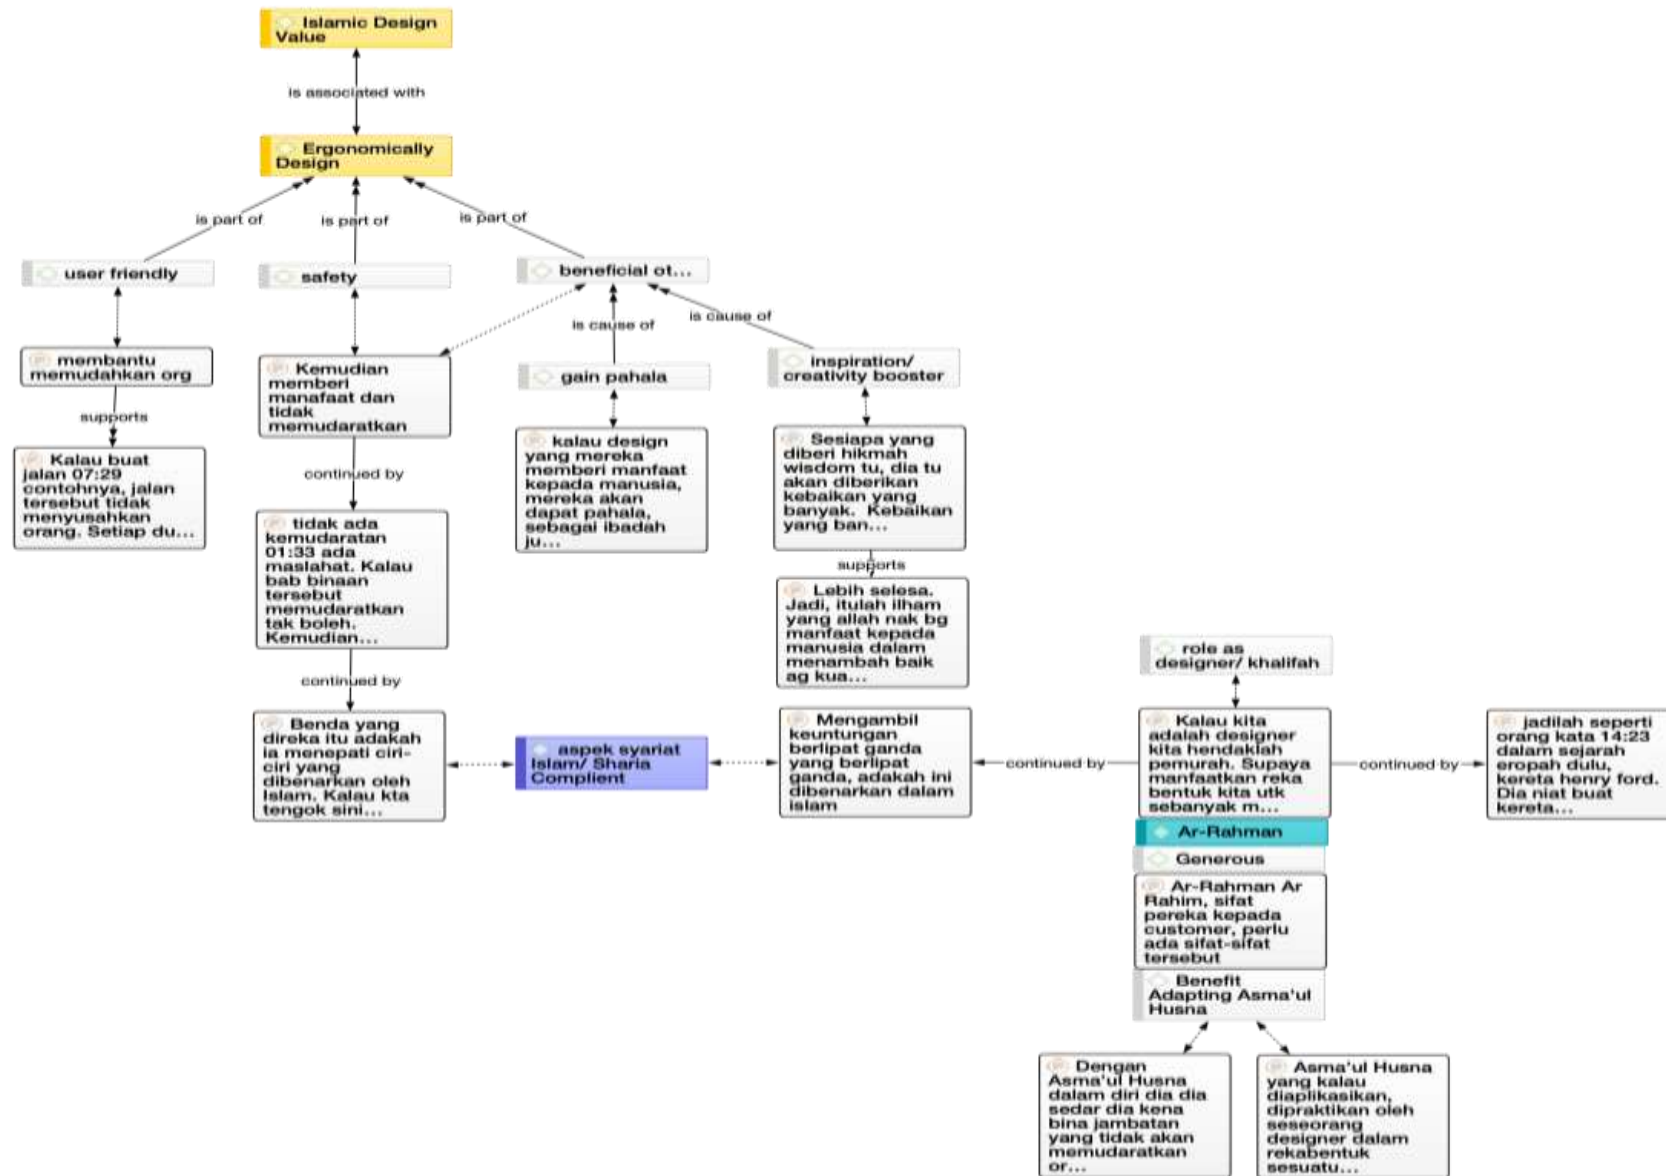 Islamic Design
Value
is associated with
Ergonomically
Design
is part of
is part of
is part of
user friendly
safety
beneficial ot...
is cause of
is cause of
membantu
memudahkan org
supports
Kalau buat
jalan 07:29
contohnya, jalan
tersebut tidak
menyusahkan
orang. Setiap du...
Kemudian
memberi
manafaat dan
tidak
memudaratkan
continued by
tidak ada
kemudaratan
01:33 ada
maslahat. Kalau
bab binaan
tersebut
memudaratkan
tak boleh.
Kemudian...
continued by
Benda yang
direka itu adakah
ia menepati ciri-
ciri yang
dibenarkan oleh
Islam. Kalau kta
tengok sini...
gain pahala
kalau design
yang mereka
memberi manfaat
kepada manusia,
mereka akan
dapat pahala,
sebagai ibadah
ju...
inspiration/
creativity booster
Sesiapa yang
diberi hikmah
wisdom tu, dia tu
akan diberikan
kebaikan yang
banyak. Kebaikan
yang ban...
supports
Lebih selesa.
Jadi, itulah ilham
yang allah nak bg
manfaat kepada
manusia dalam
menambah baik
ag kua...
aspek syariat
Islam/ Sharia
Complient
Mengambil
keuntungan
berlipat ganda
yang berlipat
ganda, adakah ini
dibenarkan dalam
islam
continued by
role as
designer/ khalifah
Kalau kita
adalah designer
kita hendaklah
pemurah. Supaya
manfaatkan reka
bentuk kita utk
sebanyak m...
continued by
jadilah seperti
orang kata 14:23
dalam sejarah
eropah dulu,
kereta henry ford.
Dia niat buat
kereta...
Ar-Rahman
Generous
Ar-Rahman Ar
Rahim, sifat
pereka kepada
customer, perlu
ada sifat-sifat
tersebut
Benefit
Adapting Asma'ul
Husna
Dengan
Asma'ul Husna
dalam diri dia dia
sedar dia kena
bina jambatan
yang tidak akan
memudaratkan
or...
Asma'ul Husna
yang kalau
diaplikasikan,
dipraktikan oleh
seseorang
designer dalam
rekabentuk
sesuatu...